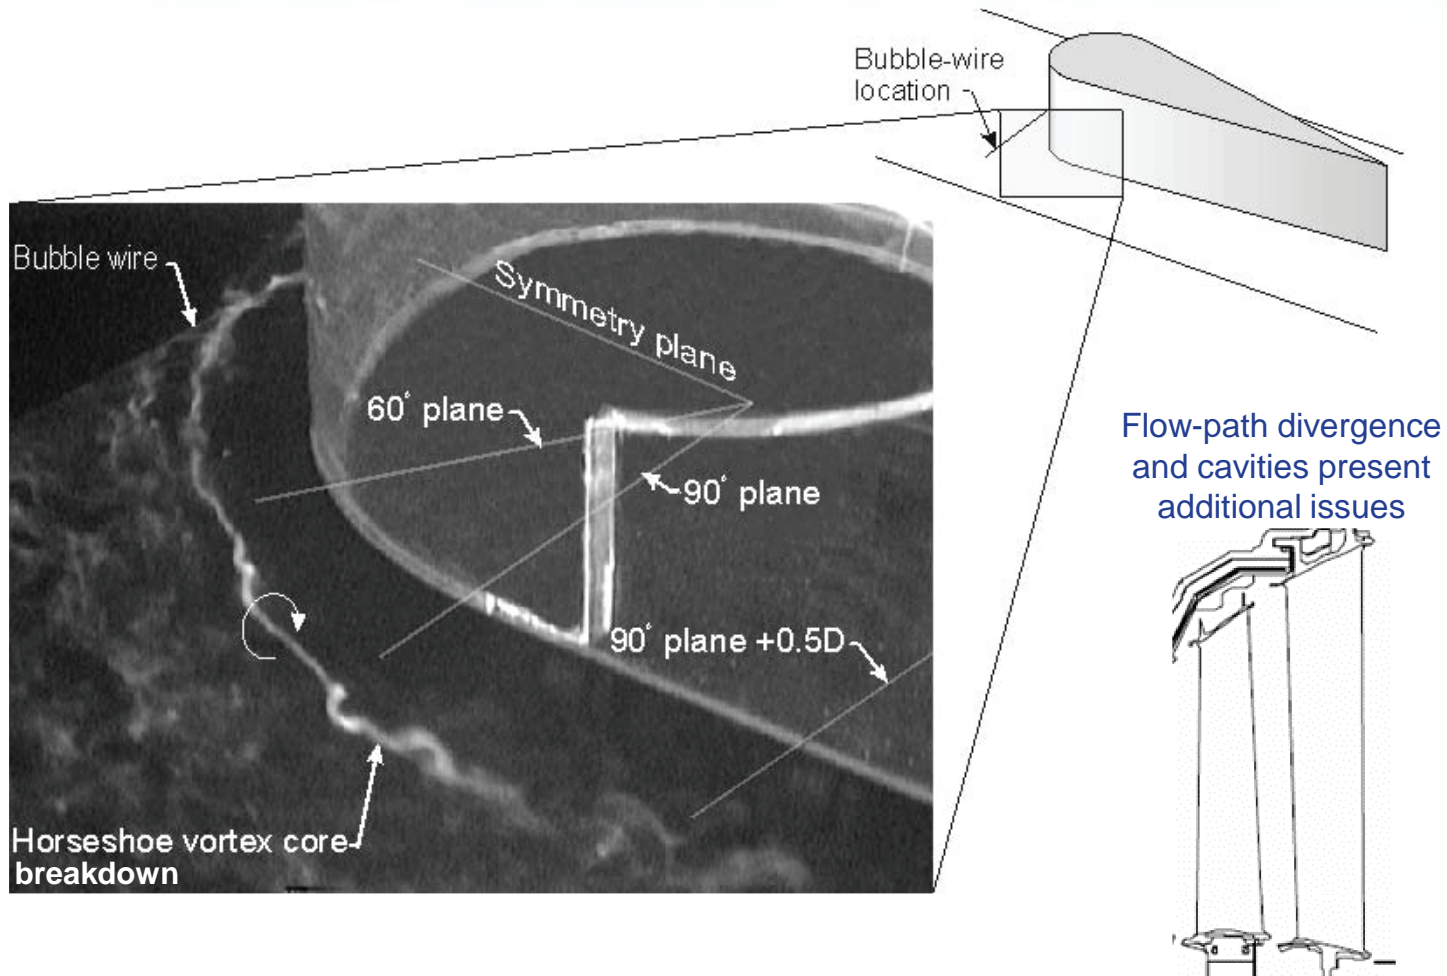 Bubble-wire
location
Bubble wire
Symmetry plane
60° plane
90° plane
90° plane +0.5D
Horseshoe vortex core
breakdown
Flow-path divergence
and cavities present
additional issues